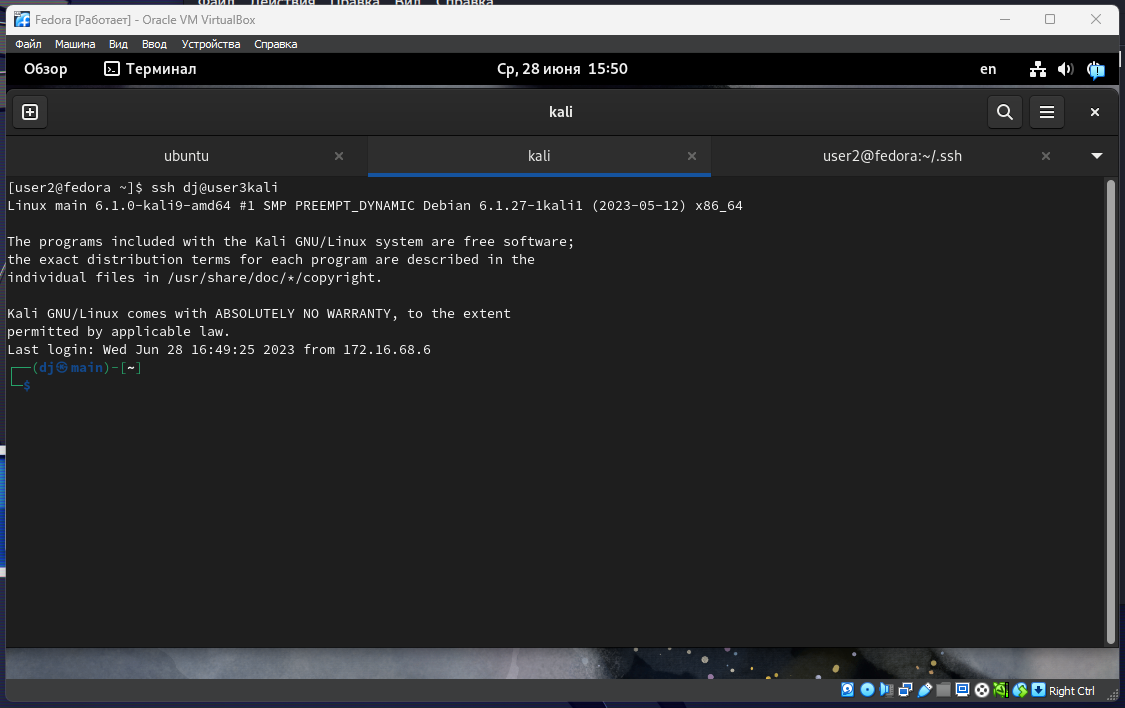 Файл Действия Правка Вид Справка
Fedora [Работает] - Oracle VM VirtualBox
Файл Машина Вид Ввод Устройства Справка
Обзор Терминал Ср, 28 июня 15:50 en
kali
ubuntu kali user2@fedora:~/.ssh
[user2@fedora ~]$ ssh dj@user3kali
Linux main 6.1.0-kali9-amd64 #1 SMP PREEMPT_DYNAMIC Debian 6.1.27-1kali1 (2023-05-12) x86_64
The programs included with the Kali GNU/Linux system are free software;
the exact distribution terms for each program are described in the
individual files in /usr/share/doc/*/copyright.
Kali GNU/Linux comes with ABSOLUTELY NO WARRANTY, to the extent
permitted by applicable law.
Last login: Wed Jun 28 16:49:25 2023 from 172.16.68.6
┌──(dj㉿main)-[~]
└─$
Right Ctrl